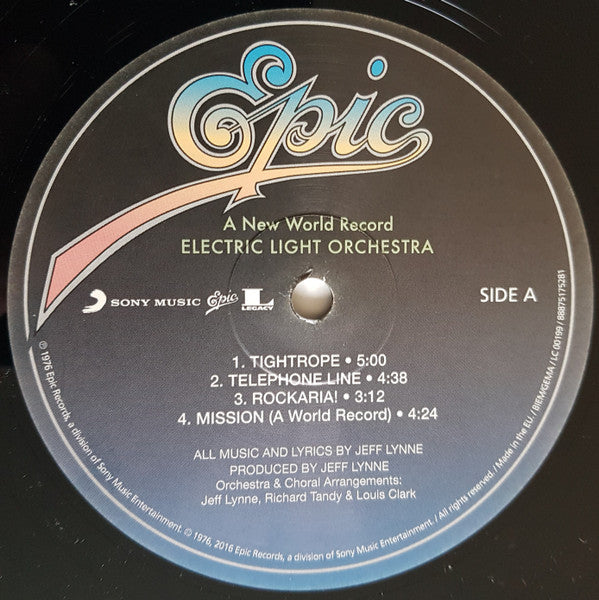 Epic
A New World Record
ELECTRIC LIGHT ORCHESTRA
SONY MUSIC Epic L LEGACY
SIDE A
1. TIGHTROPE • 5:00
2. TELEPHONE LINE • 4:38
3. ROCKARIA! • 3:12
4. MISSION (A World Record) • 4:24
ALL MUSIC AND LYRICS BY JEFF LYNNE
PRODUCED BY JEFF LYNNE
Orchestra & Choral Arrangements:
Jeff Lynne, Richard Tandy & Louis Clark
℗ 1976 Epic Records, a division of Sony Music Entertainment. © 1976, 2016 Epic Records, a division of Sony Music Entertainment. / All rights reserved. / Made in the EU. / BIEM/GEMA / LC 00199 / 88875175281